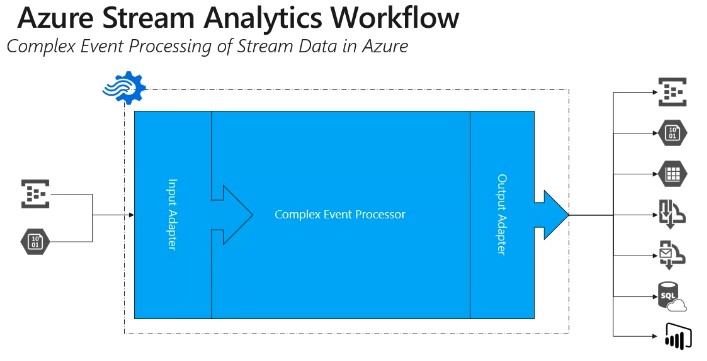 Azure Stream Analytics Workflow
Complex Event Processing of Stream Data in Azure
Input Adapter
Complex Event Processor
Output Adapter
10
01
10
01
SQL